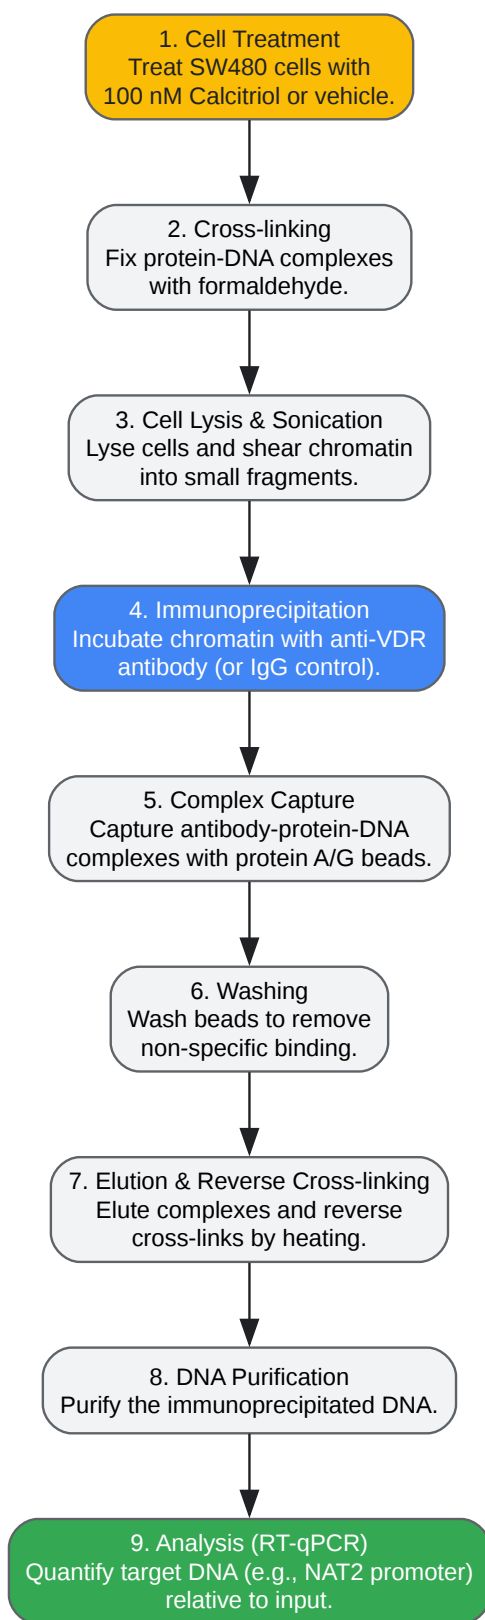 1. Cell Treatment
Treat SW480 cells with
100 nM Calcitriol or vehicle.
2. Cross-linking
Fix protein-DNA complexes
with formaldehyde.
3. Cell Lysis & Sonication
Lyse cells and shear chromatin
into small fragments.
4. Immunoprecipitation
Incubate chromatin with anti-VDR
antibody (or IgG control).
5. Complex Capture
Capture antibody-protein-DNA
complexes with protein A/G beads.
6. Washing
Wash beads to remove
non-specific binding.
7. Elution & Reverse Cross-linking
Elute complexes and reverse
cross-links by heating.
8. DNA Purification
Purify the immunoprecipitated DNA.
9. Analysis (RT-qPCR)
Quantify target DNA (e.g., NAT2 promoter)
relative to input.